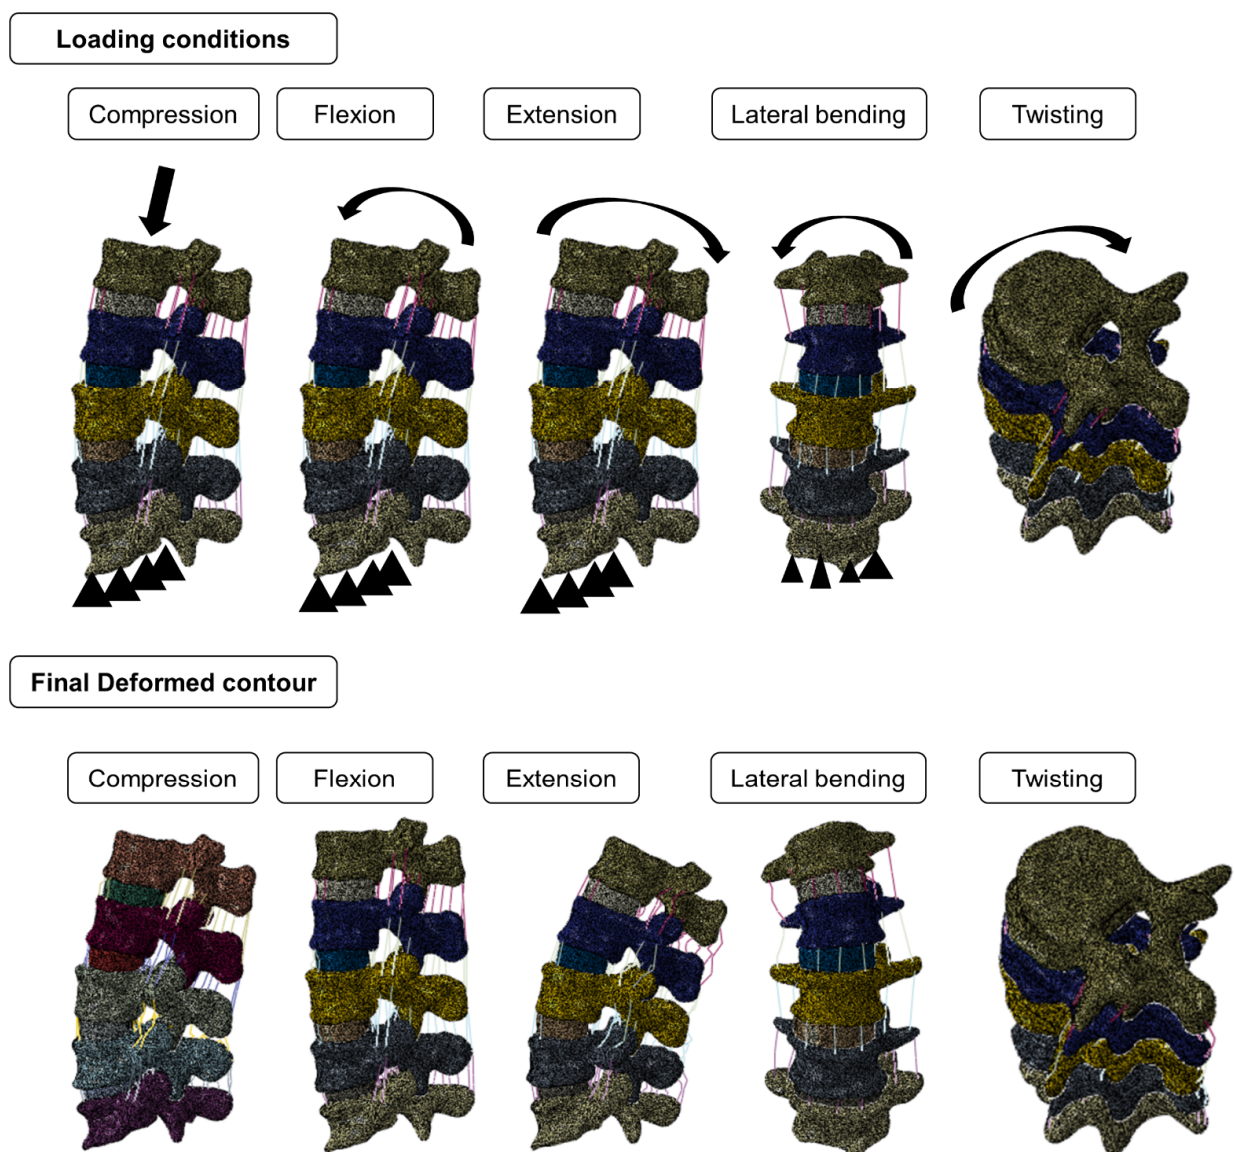 Loading conditions
Compression
Flexion
Extension
Lateral bending
Twisting
Final Deformed contour
Compression
Flexion
Extension
Lateral bending
Twisting